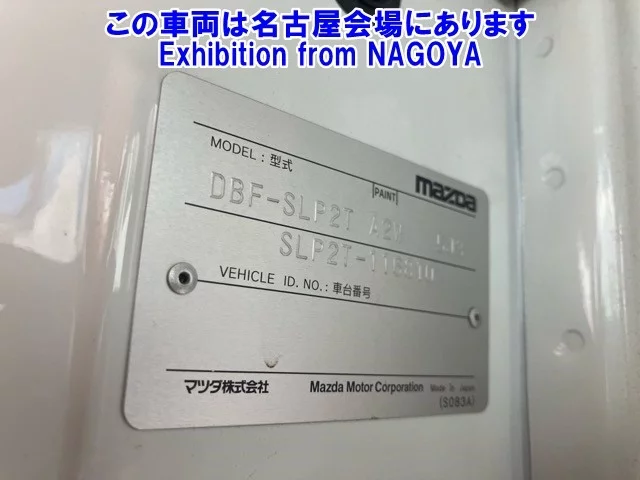 この車両は名古屋会場にあります
Exhibition from NAGOYA
MODEL : 型式
PAINT
mazda
DBF-SLP2T A2W
VEHICLE ID. NO. : 車台番号
マツダ株式会社 Mazda Motor Corporation Made In Japan
(S083A)